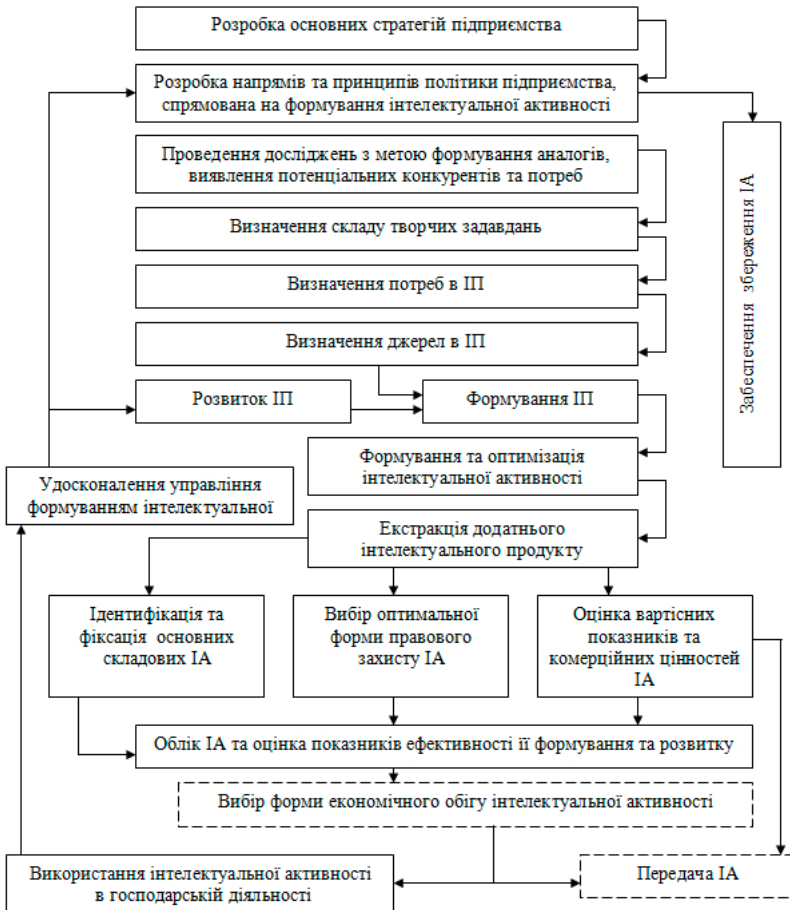 Розробка основних стратегій підприємства
Розробка напрямів та принципів політики підприємства,
спрямована на формування інтелектуальної активності
Проведення досліджень з метою формування аналогів,
виявлення потенціальних конкурентів та потреб
Визначення складу творчих задавдань
Визначення потреб в ІП
Визначення джерел в ІП
Забеспечення збереження ІА
Розвиток ІП
Формування ІП
Формування та оптимізація
інтелектуальної активності
Удосконалення управління
формуванням інтелектуальної
Екстракція додатнього
інтелектуального продукту
Ідентифікація та
фіксація основних
складових ІА
Вибір оптимальної
форми правового
захисту ІА
Оцінка вартісних
показників та
комерційних цінностей
ІА
Облік ІА та оцінка показників ефективності її формування та розвитку
Вибір форми економічного обігу інтелектуальної активності
Використання інтелектуальної активності
в господарській діяльності
Передача ІА